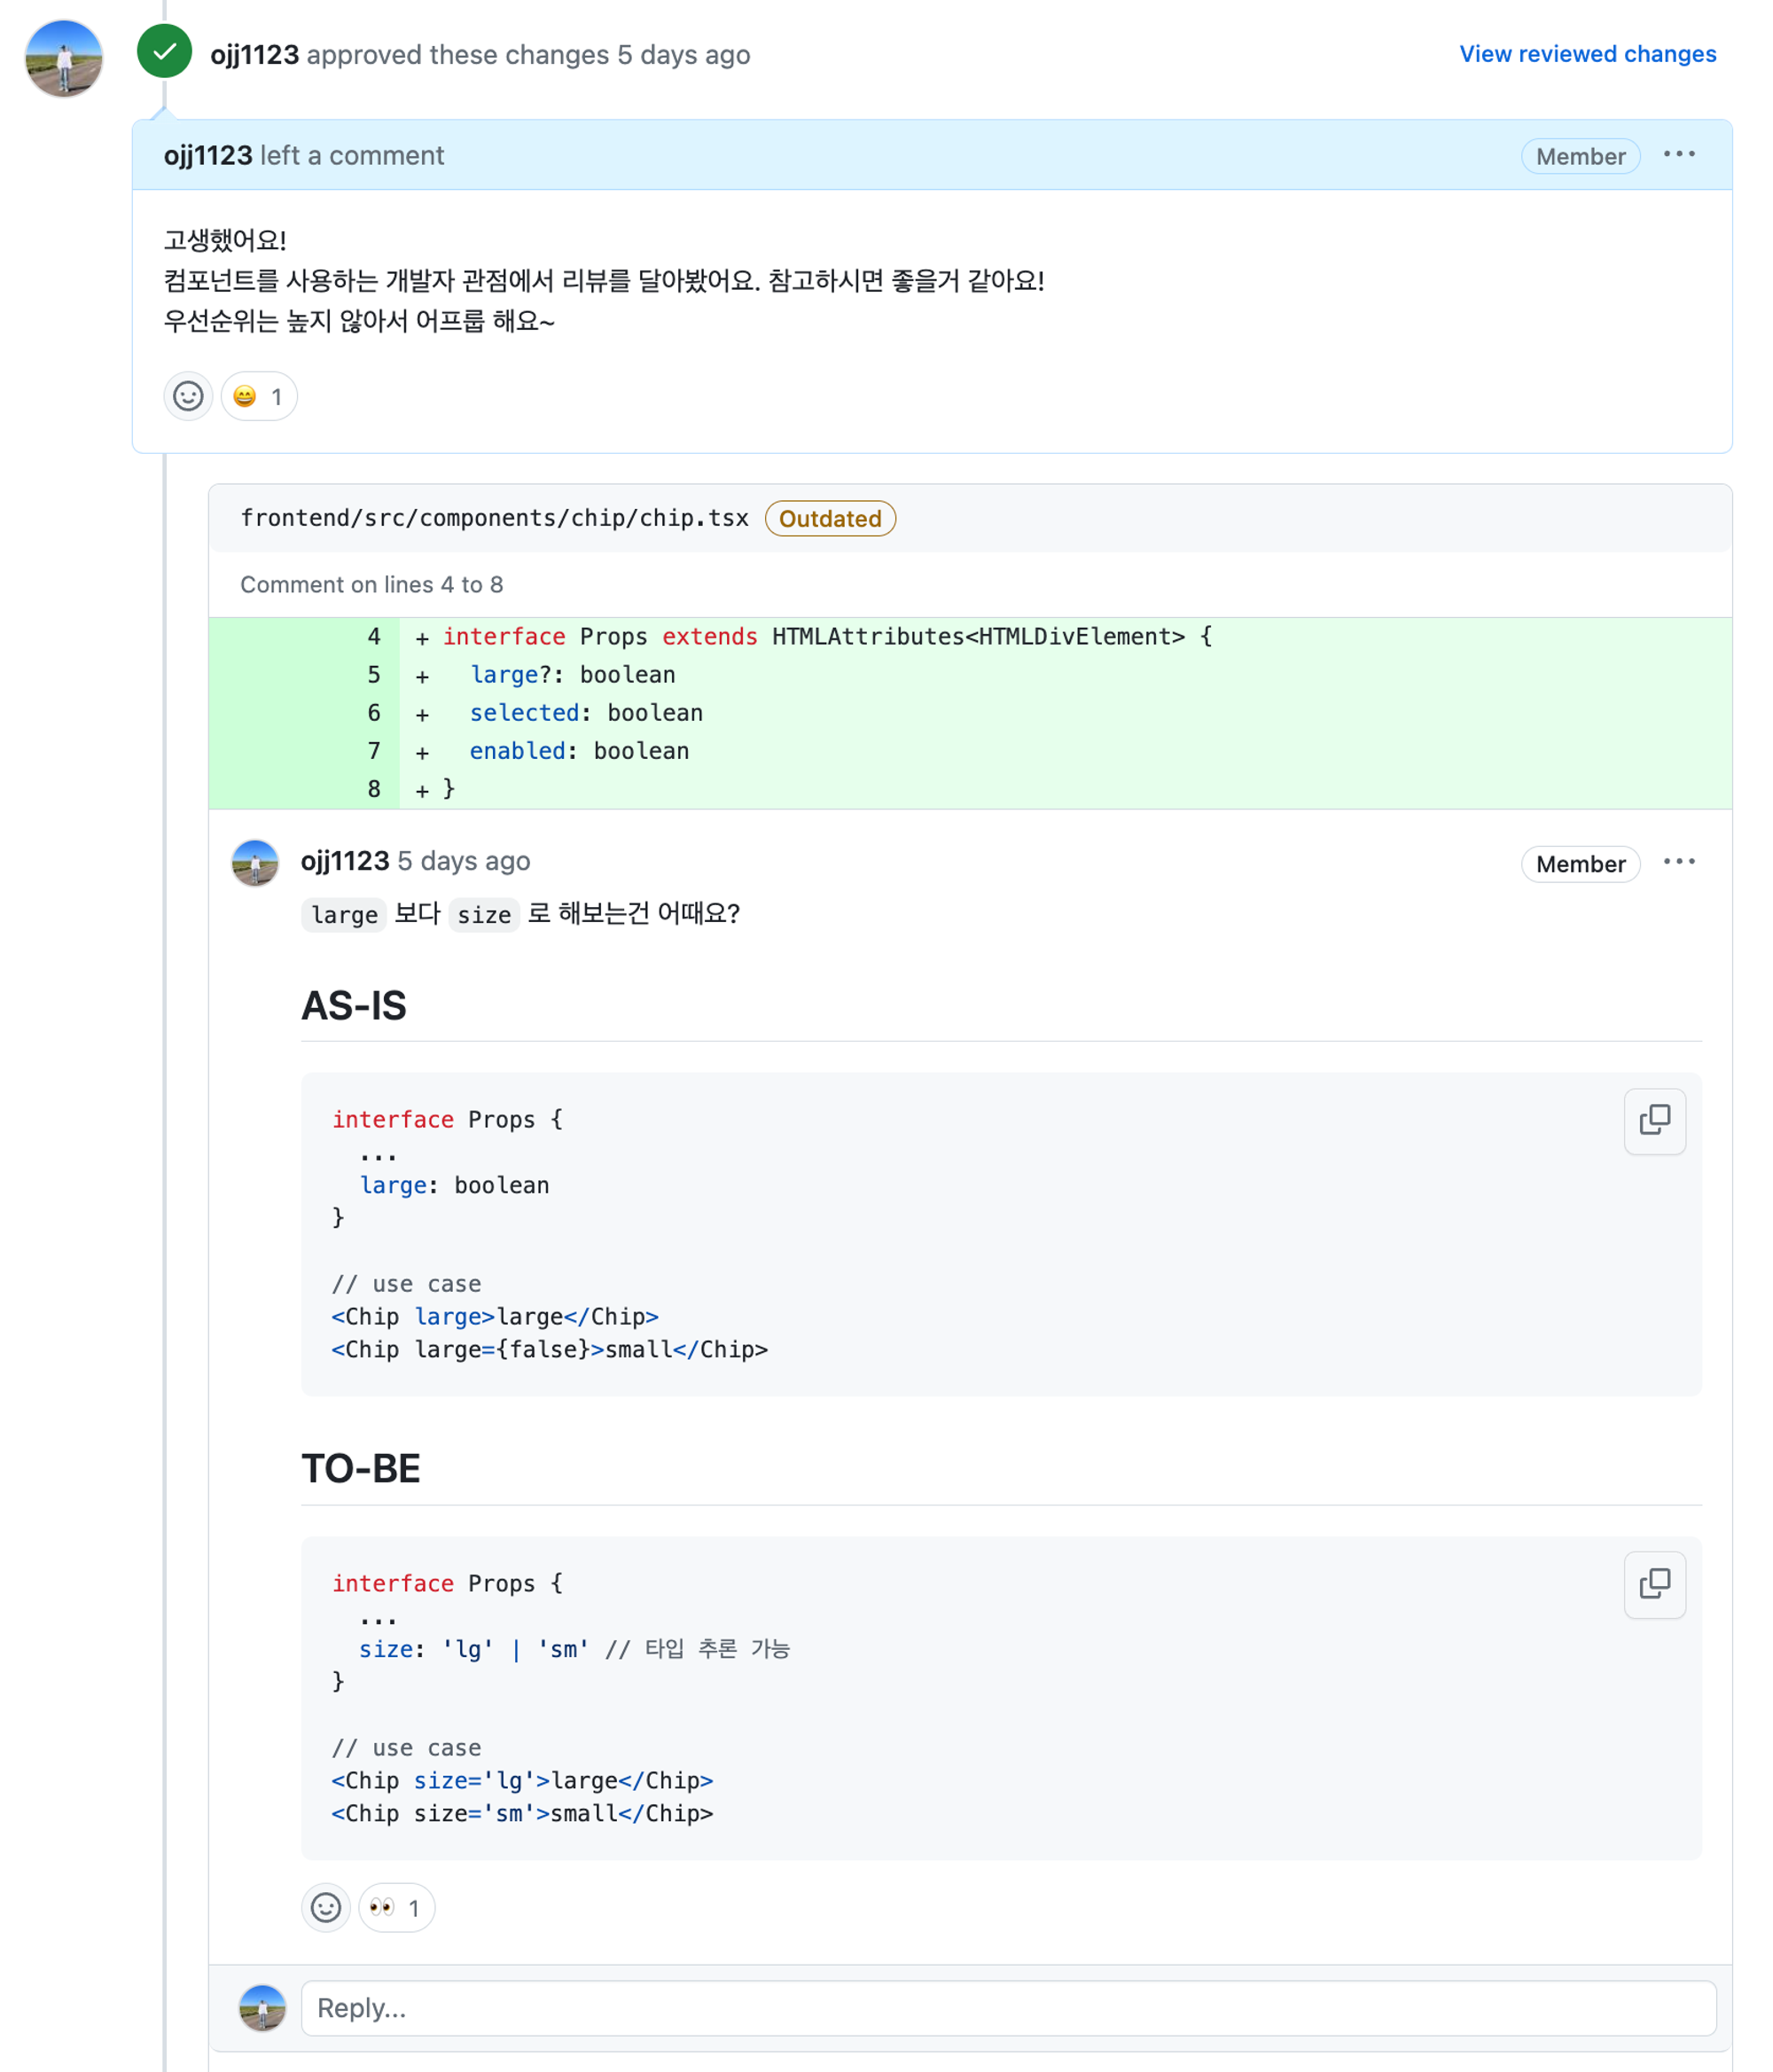 ojj1123 approved these changes 5 days ago
View reviewed changes
ojj1123 left a comment
Member
고생했어요!
컴포넌트를 사용하는 개발자 관점에서 리뷰를 달아봤어요. 참고하시면 좋을거 같아요!
우선순위는 높지 않아서 어프룹 해요~
😄 1
frontend/src/components/chip/chip.tsx Outdated
Comment on lines 4 to 8
4 + interface Props extends HTMLAttributes<HTMLDivElement> {
5 +   large?: boolean
6 +   selected: boolean
7 +   enabled: boolean
8 + }
ojj1123 5 days ago
Member
large 보다 size 로 해보는건 어때요?
AS-IS
interface Props {
  ...
  large: boolean
}
// use case
<Chip large>large</Chip>
<Chip large={false}>small</Chip>
TO-BE
interface Props {
  ...
  size: 'lg' | 'sm' // 타입 추론 가능
}
// use case
<Chip size='lg'>large</Chip>
<Chip size='sm'>small</Chip>
👀 1
Reply...